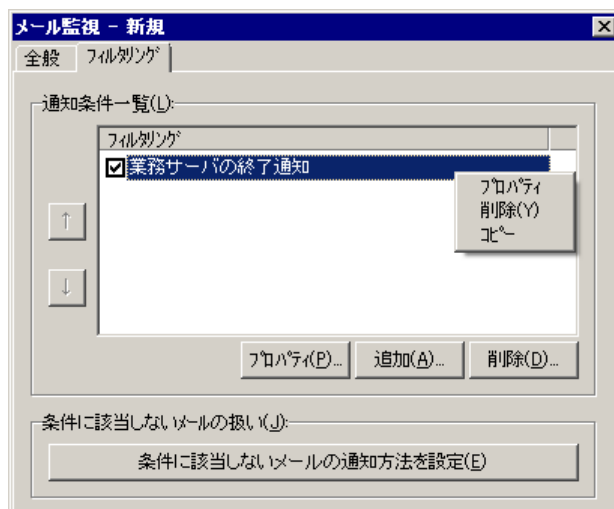 メール監視 - 新規
全般 フィルタリング
通知条件一覧(L):
フィルタリング
業務サーバの終了通知
プロパティ
削除(Y)
コピー
↑
↓
プロパティ(P)... 追加(A)... 削除(D)...
条件に該当しないメールの扱い(J):
条件に該当しないメールの通知方法を設定(E)